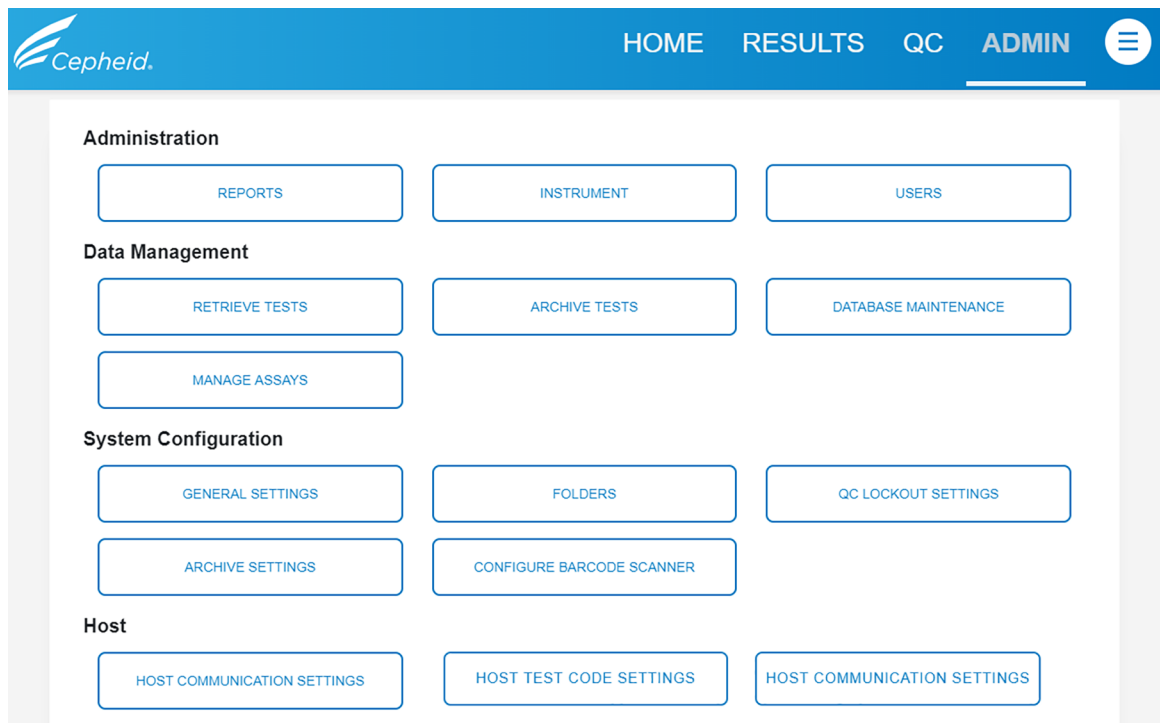 Cepheid.
HOME RESULTS QC ADMIN
Administration
REPORTS INSTRUMENT USERS
Data Management
RETRIEVE TESTS ARCHIVE TESTS DATABASE MAINTENANCE
MANAGE ASSAYS
System Configuration
GENERAL SETTINGS FOLDERS QC LOCKOUT SETTINGS
ARCHIVE SETTINGS CONFIGURE BARCODE SCANNER
Host
HOST COMMUNICATION SETTINGS HOST TEST CODE SETTINGS HOST COMMUNICATION SETTINGS